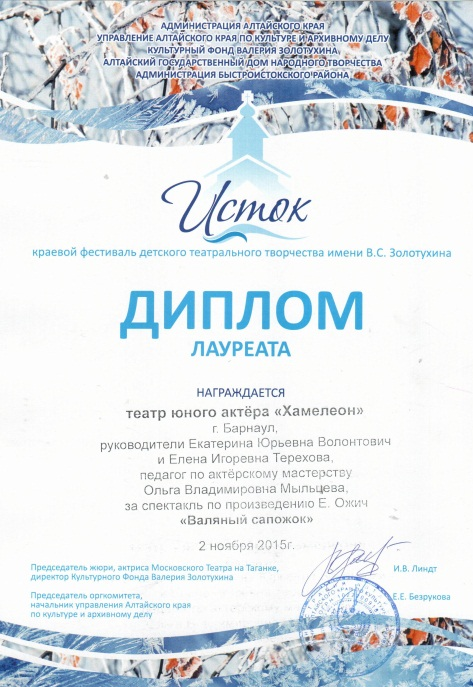 АДМИНИСТРАЦИЯ АЛТАЙСКОГО КРАЯ
УПРАВЛЕНИЕ АЛТАЙСКОГО КРАЯ ПО КУЛЬТУРЕ И АРХИВНОМУ ДЕЛУ
КУЛЬТУРНЫЙ ФОНД ВАЛЕРИЯ ЗОЛОТУХИНА,
АЛТАЙСКИЙ ГОСУДАРСТВЕННЫЙ ДОМ НАРОДНОГО ТВОРЧЕСТВА
АДМИНИСТРАЦИЯ БЫСТРОИСТОКСКОГО РАЙОНА
Исток
краевой фестиваль детского театрального творчества имени В.С. Золотухина
ДИПЛОМ
ЛАУРЕАТА
НАГРАЖДАЕТСЯ
театр юного актёра «Хамелеон»
г. Барнаул,
руководители Екатерина Юрьевна Волонтович
и Елена Игоревна Терехова,
педагог по актёрскому мастерству
Ольга Владимировна Мыльцева,
за спектакль по произведению Е. Ожич
«Валяный сапожок»
2 ноября 2015г.
Председатель жюри, актриса Московского Театра на Таганке,
директор Культурного Фонда Валерия Золотухина
И.В. Линдт
Председатель оргкомитета,
начальник управления Алтайского края
по культуре и архивному делу
Е.Е. Безрукова